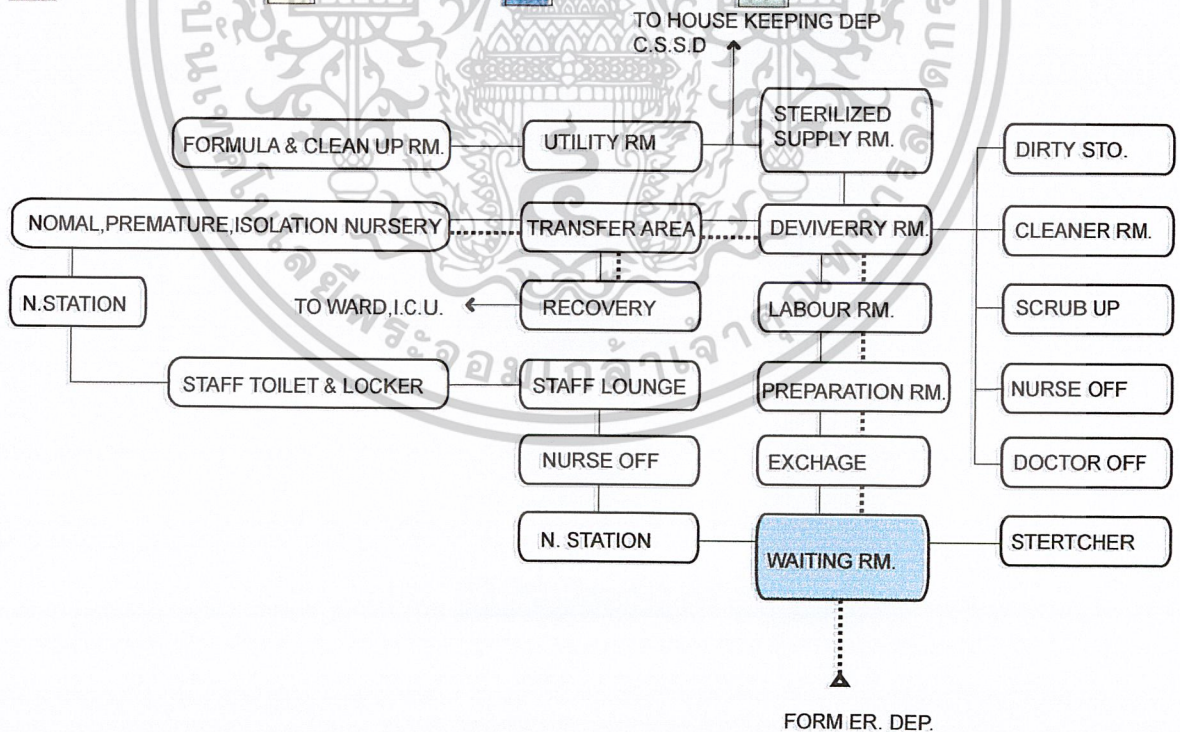 TO HOUSE KEEPING DEP
C.S.S.D
STERILIZED
SUPPLY RM.
FORMULA & CLEAN UP RM.
UTILITY RM
DIRTY STO.
NOMAL,PREMATURE,ISOLATION NURSERY
TRANSFER AREA
DEVIVERRY RM.
CLEANER RM.
N.STATION
TO WARD,I.C.U.
RECOVERY
LABOUR RM.
SCRUB UP
STAFF TOILET & LOCKER
STAFF LOUNGE
PREPARATION RM.
NURSE OFF
NURSE OFF
EXCHAGE
DOCTOR OFF
N. STATION
WAITING RM.
STERTCHER
FORM ER. DEP.